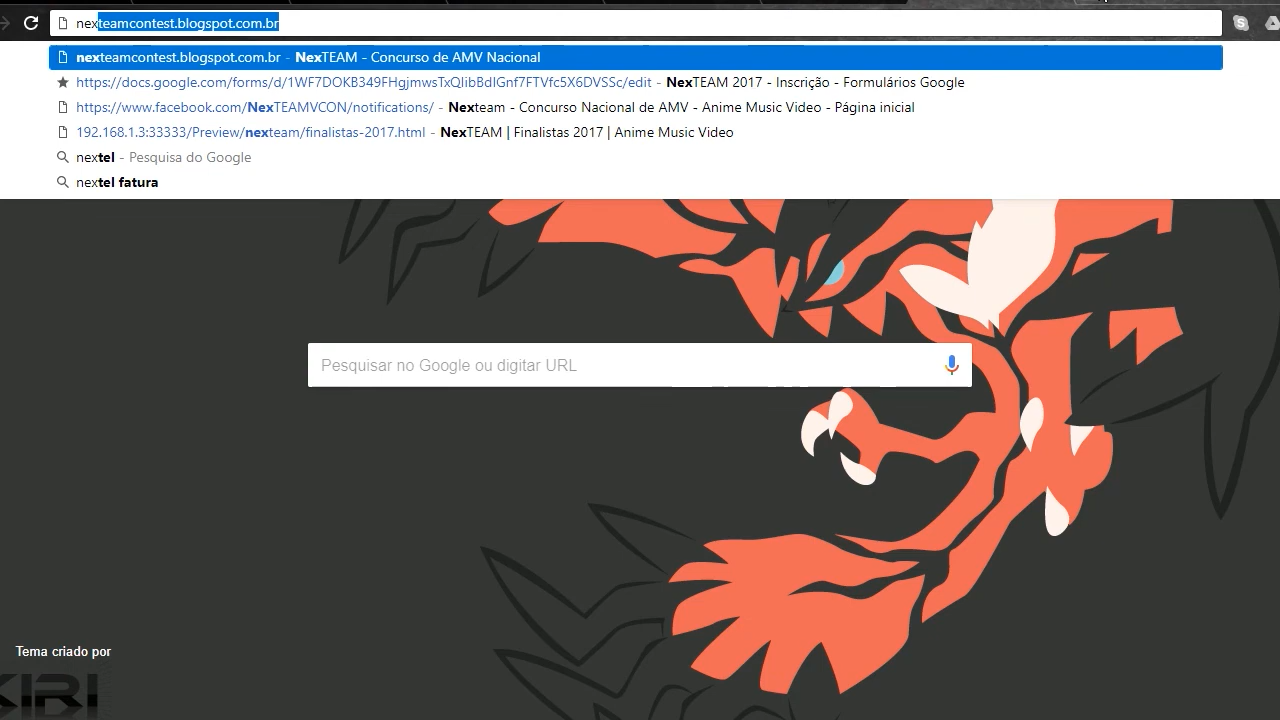 nexteamcontest.blogspot.com.br
nexteamcontest.blogspot.com.br - NexTEAM - Concurso de AMV Nacional
https://docs.google.com/forms/d/1WF7DOKB349FHgjmwsTxQIibBdIGnf7FTVfc5X6DVSSc/edit - NexTEAM 2017 - Inscrição - Formulários Google
https://www.facebook.com/NexTEAMVCON/notifications/ - Nexteam - Concurso Nacional de AMV - Anime Music Video - Página inicial
192.168.1.3:33333/Preview/nexteam/finalistas-2017.html - NexTEAM | Finalistas 2017 | Anime Music Video
nextel - Pesquisa do Google
nextel fatura
Pesquisar no Google ou digitar URL
Tema criado por
KIRI